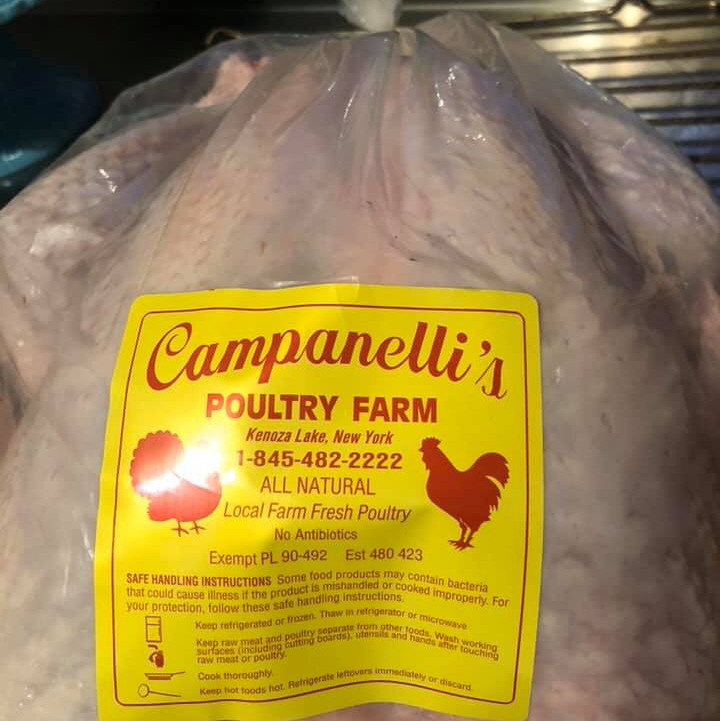 Campanelli's
POULTRY FARM
Kenoza Lake, New York
1-845-482-2222
ALL NATURAL
Local Farm Fresh Poultry
No Antibiotics
Exempt PL 90-492 Est 480 423
SAFE HANDLING INSTRUCTIONS Some food products may contain bacteria
that could cause illness if the product is mishandled or cooked improperly. For
your protection, follow these safe handling instructions.
Keep refrigerated or frozen. Thaw in refrigerator or microwave
Keep raw meat and poultry separate from other foods. Wash working
surfaces (including cutting boards), utensils and hands after touching
raw meat or poultry.
Cook thoroughly.
Keep hot foods hot. Refrigerate leftovers immediately or discard.